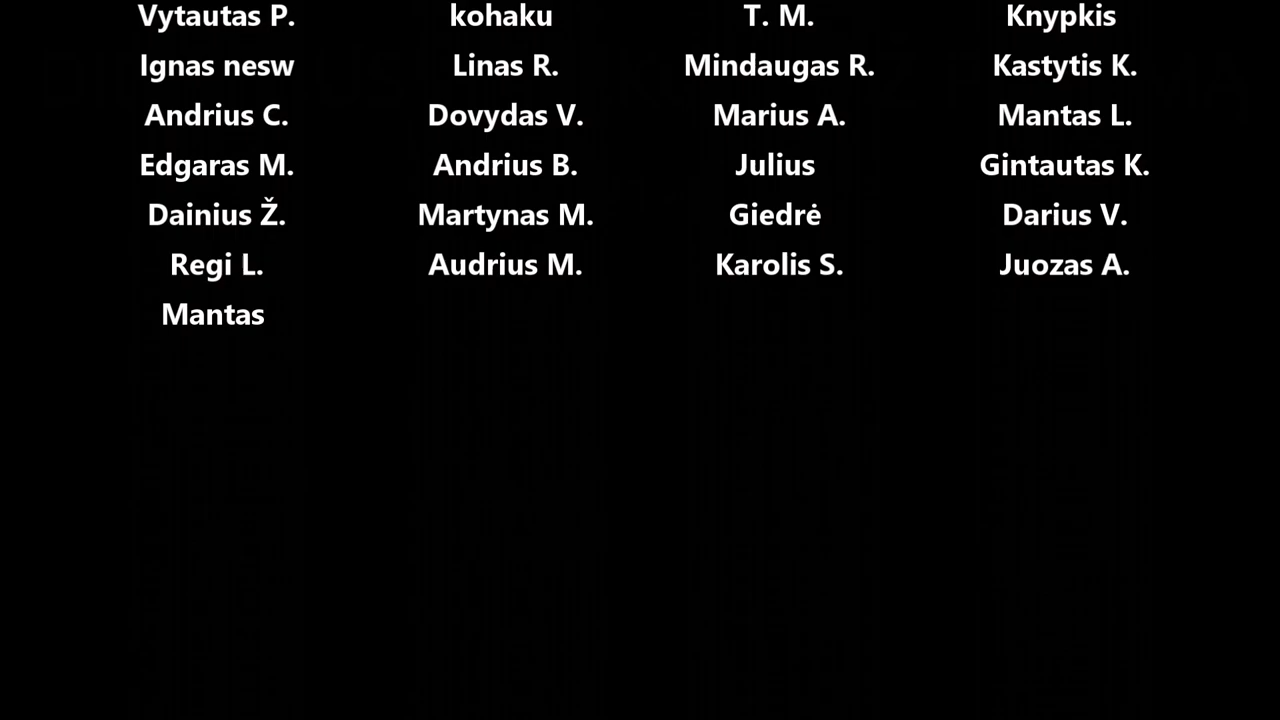 Vytautas P. kohaku T. M. Knypkis
Ignas nesw Linas R. Mindaugas R. Kastytis K.
Andrius C. Dovydas V. Marius A. Mantas L.
Edgaras M. Andrius B. Julius Gintautas K.
Dainius Ž. Martynas M. Giedrė Darius V.
Regi L. Audrius M. Karolis S. Juozas A.
Mantas